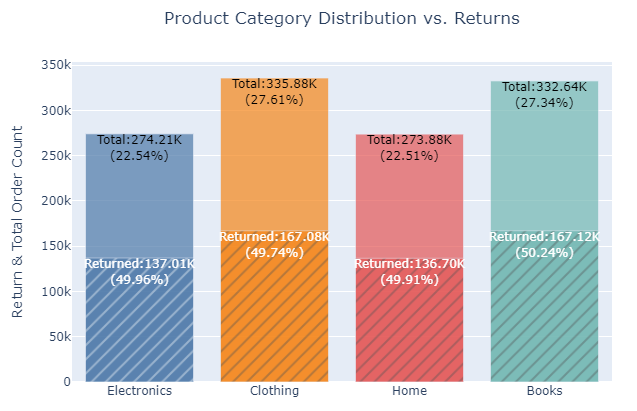 Product Category Distribution vs. Returns
Return & Total Order Count
350k
300k
250k
200k
150k
100k
50k
0
Total:274.21K
(22.54%)
Returned:137.01K
(49.96%)
Total:335.88K
(27.61%)
Returned:167.08K
(49.74%)
Total:273.88K
(22.51%)
Returned:136.70K
(49.91%)
Total:332.64K
(27.34%)
Returned:167.12K
(50.24%)
Electronics
Clothing
Home
Books